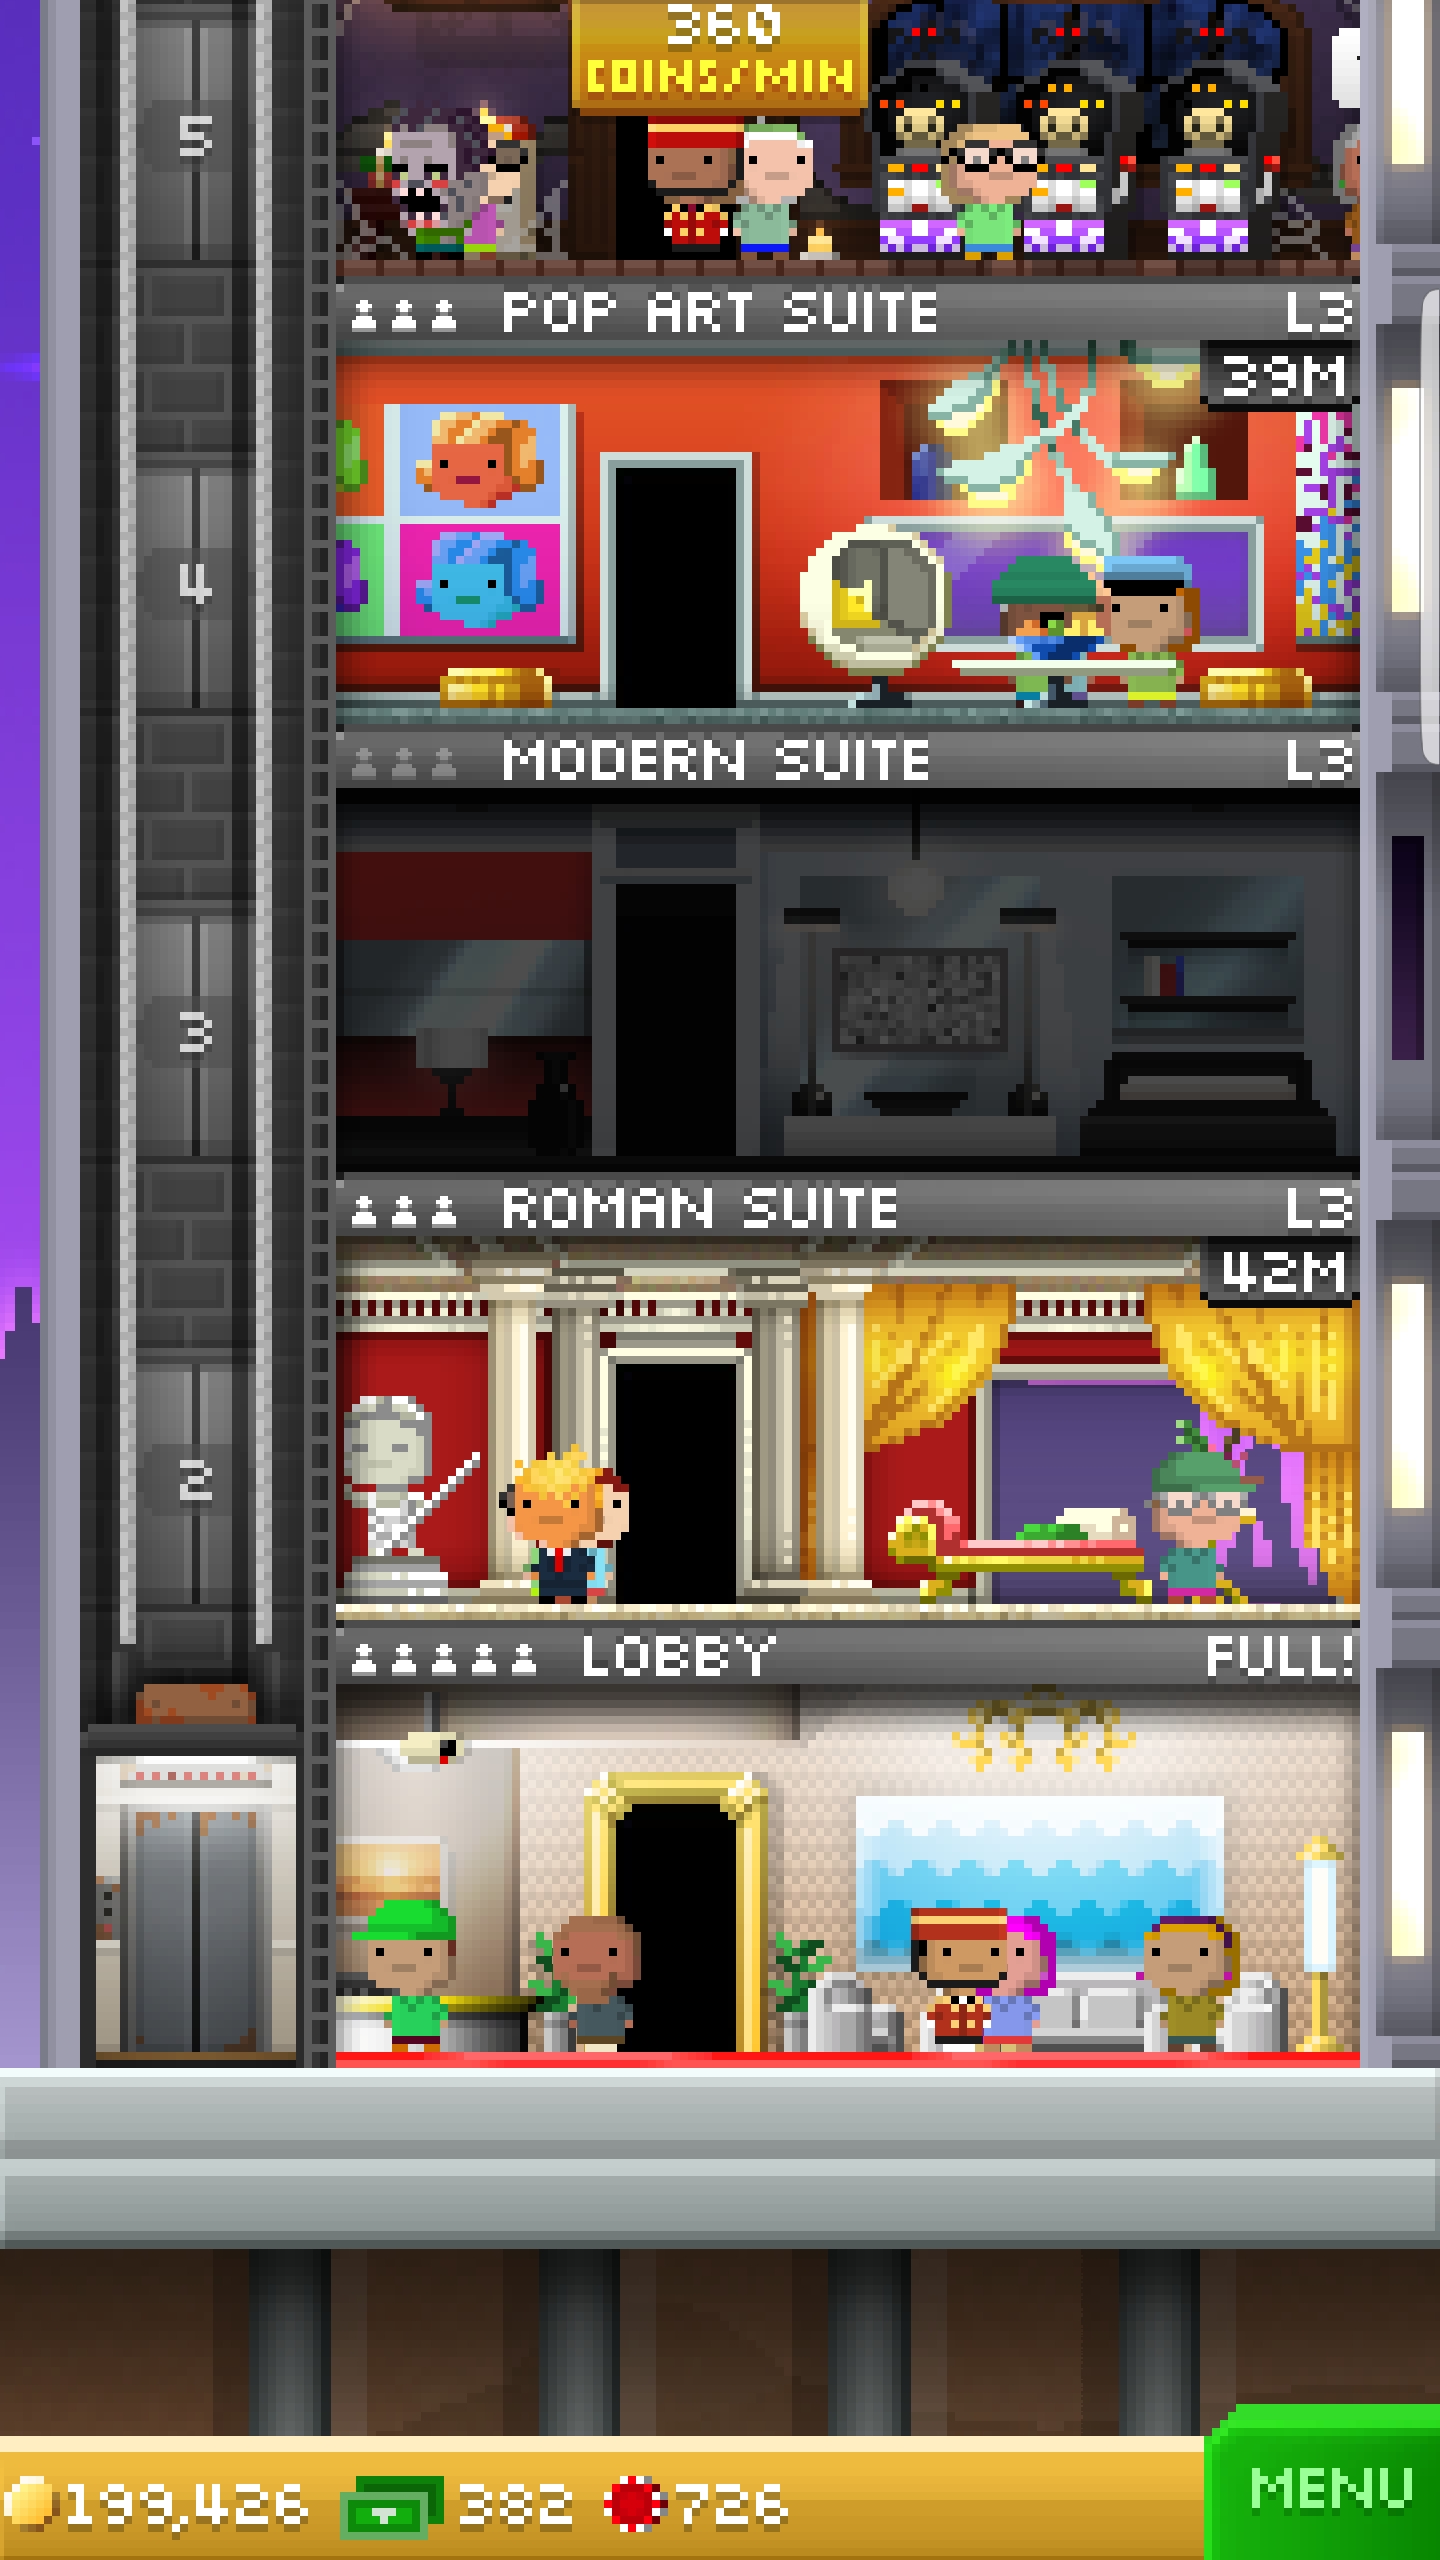 360
COINS/MIN
5
POP ART SUITE L3
39M
4
MODERN SUITE L3
3
ROMAN SUITE L3
42M
2
LOBBY FULL!
199,426 382 726
MENU